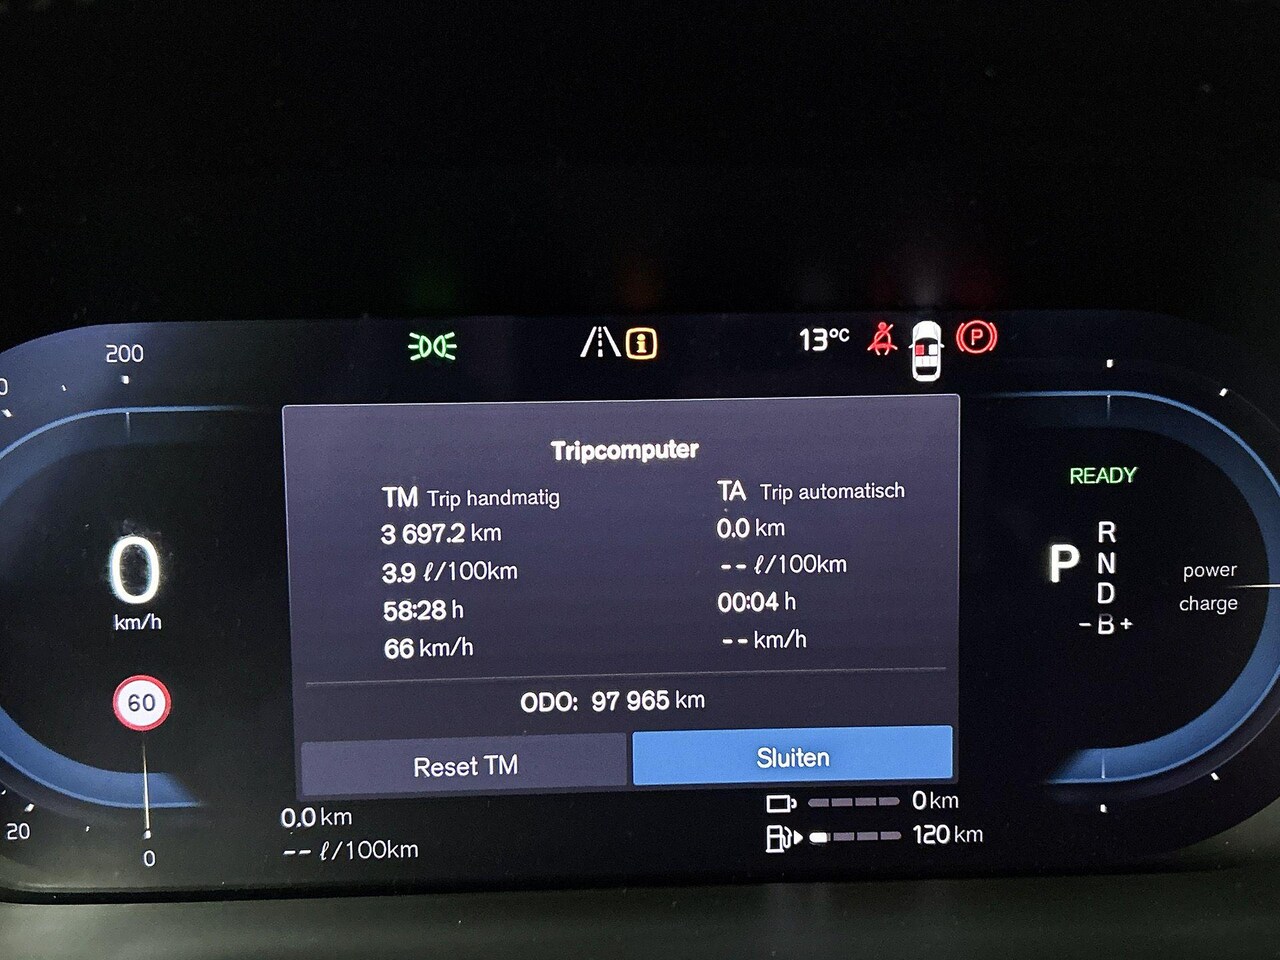 200
0
13°C
P
Tripcomputer
TM Trip handmatig
3 697.2 km
3.9 ℓ/100km
58:28 h
66 km/h
TA Trip automatisch
0.0 km
-- ℓ/100km
00:04 h
-- km/h
ODO: 97 965 km
Reset TM
Sluiten
0
km/h
60
20
0
0.0 km
-- ℓ/100km
0 km
120 km
READY
P
R
N
D
- B +
power
charge